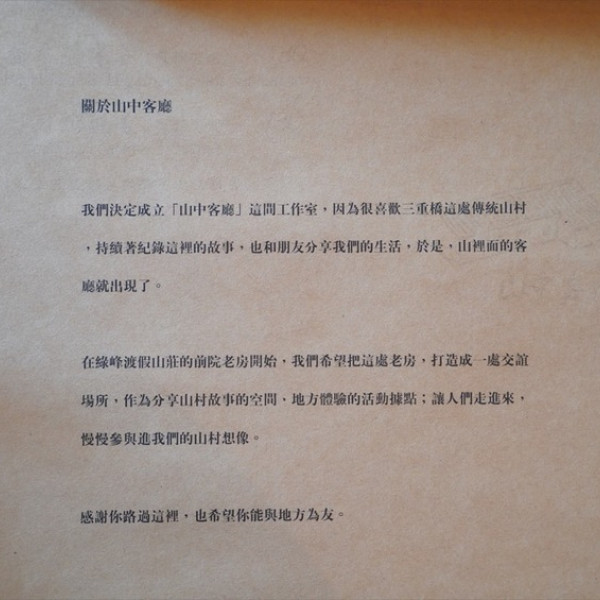 關於山中客廳
我們決定成立「山中客廳」這間工作室，因為很喜歡三重橋這處傳統山村
，持續著紀錄這裡的故事，也和朋友分享我們的生活，於是，山裡面的客
廳就出現了。
在綠峰渡假山莊的前院老房開始，我們希望把這處老房，打造成一處交誼
場所，作為分享山村故事的空間、地方體驗的活動據點；讓人們走進來，
慢慢參與進我們的山村想像。
感謝你路過這裡，也希望你能與地方為友。